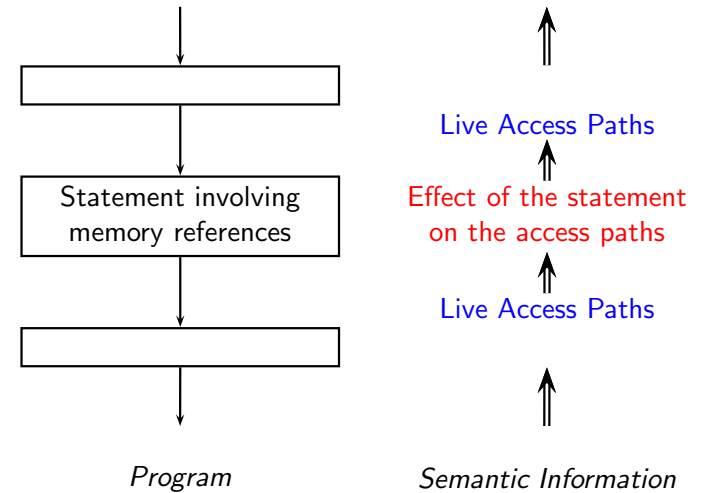 Live Access Paths
Statement involving
memory references
Effect of the statement
on the access paths
Live Access Paths
Program
Semantic Information